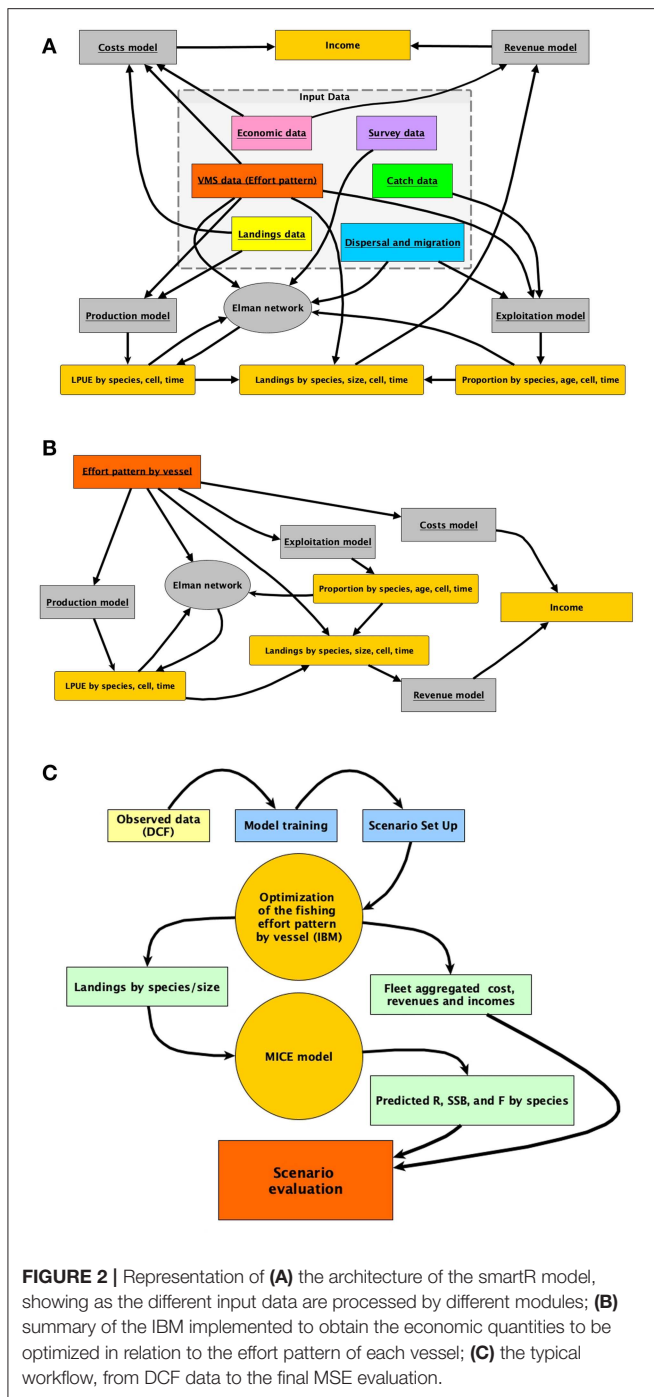 A
Costs model
Income
Revenue model
Input Data
Economic data
Survey data
VMS data (Effort pattern)
Catch data
Landings data
Dispersal and migration
Production model
Elman network
Exploitation model
LPUE by species, cell, time
Landings by species, size, cell, time
Proportion by species, age, cell, time
B
Effort pattern by vessel
Costs model
Exploitation model
Elman network
Proportion by species, age, cell, time
Production model
Income
Landings by species, size, cell, time
LPUE by species, cell, time
Revenue model
C
Observed data
(DCF)
Model training
Scenario Set Up
Optimization
of the fishing
effort pattern
by vessel (IBM)
Landings by species/size
Fleet aggregated cost,
revenues and incomes
MICE model
Predicted R, SSB, and F by species
Scenario
evaluation
FIGURE 2 | Representation of (A) the architecture of the smartR model,
showing as the different input data are processed by different modules; (B)
summary of the IBM implemented to obtain the economic quantities to be
optimized in relation to the effort pattern of each vessel; (C) the typical
workflow, from DCF data to the final MSE evaluation.